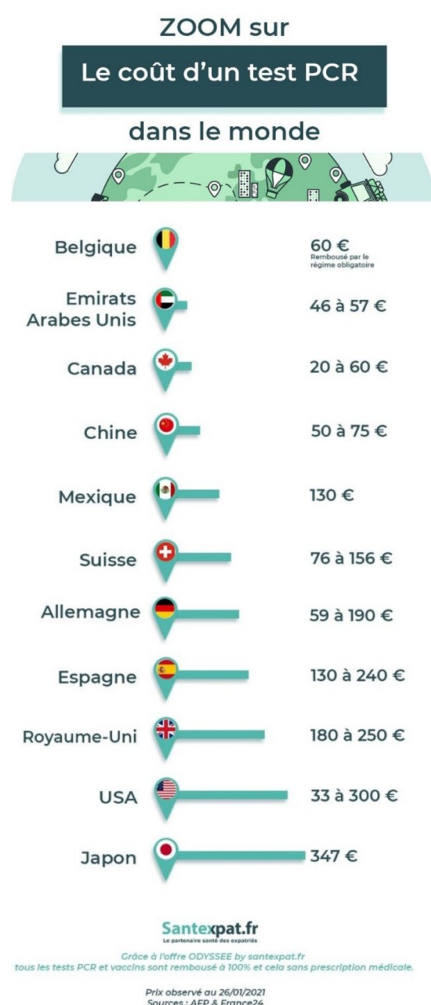 ZOOM sur
Le coût d'un test PCR
dans le monde
Belgique 60 €
Remboursé par le
régime obligatoire
Emirats
Arabes Unis 46 à 57 €
Canada 20 à 60 €
Chine 50 à 75 €
Mexique 130 €
Suisse 76 à 156 €
Allemagne 59 à 190 €
Espagne 130 à 240 €
Royaume-Uni 180 à 250 €
USA 33 à 300 €
Japon 347 €
Santexpat.fr
Le partenaire santé des expatriés
Grâce à l'offre ODYSSEE by santexpat.fr
tous les tests PCR et vaccins sont remboursé à 100% et cela sans prescription médicale.
Prix observé au 26/01/2021
Sources : AFP & France24